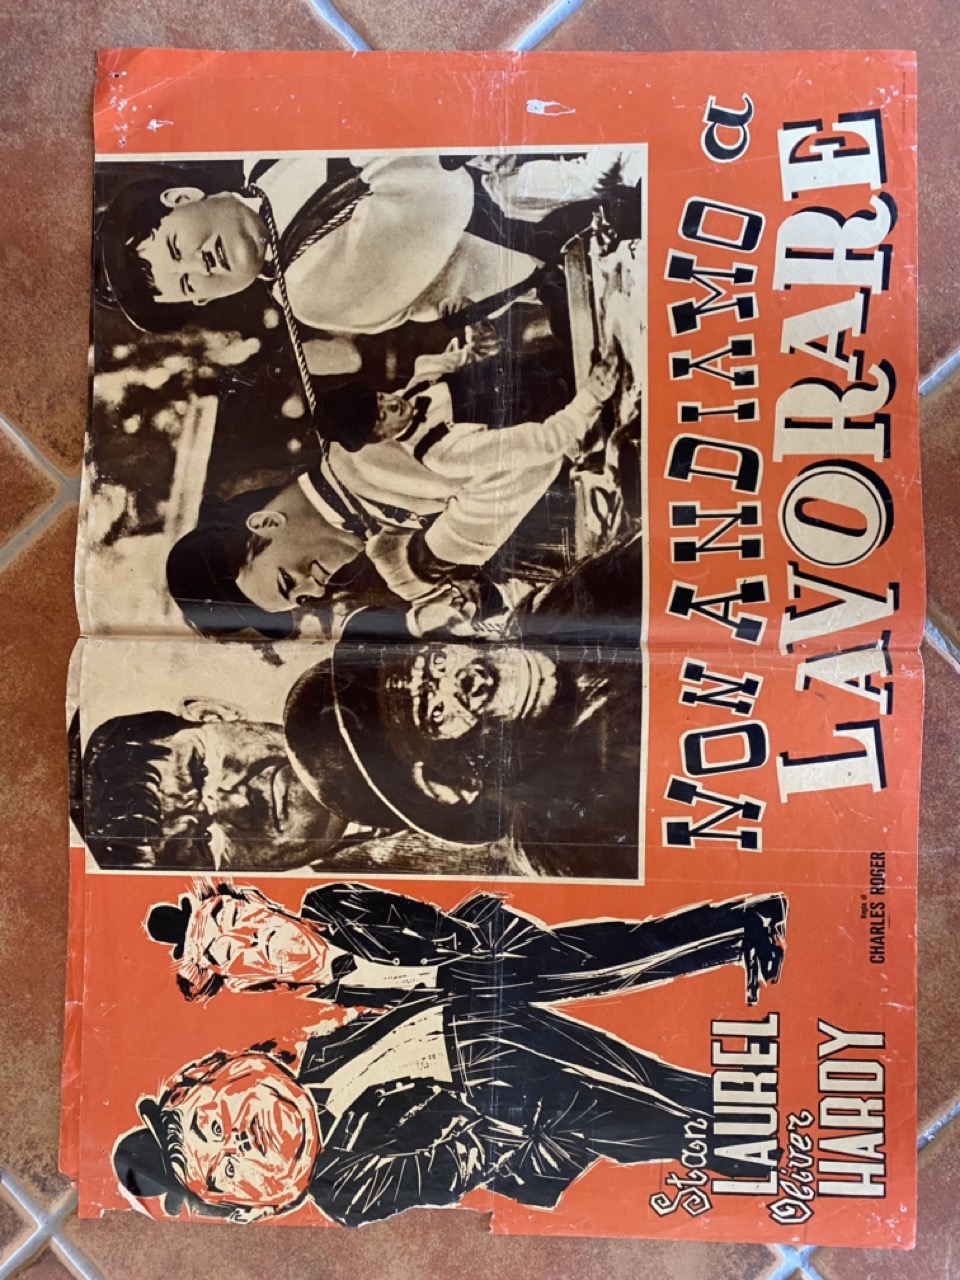 Stan
LAUREL
Oliver
HARDY
Regia di
CHARLES ROGER
NON ANDIAMO a
LAVORARE